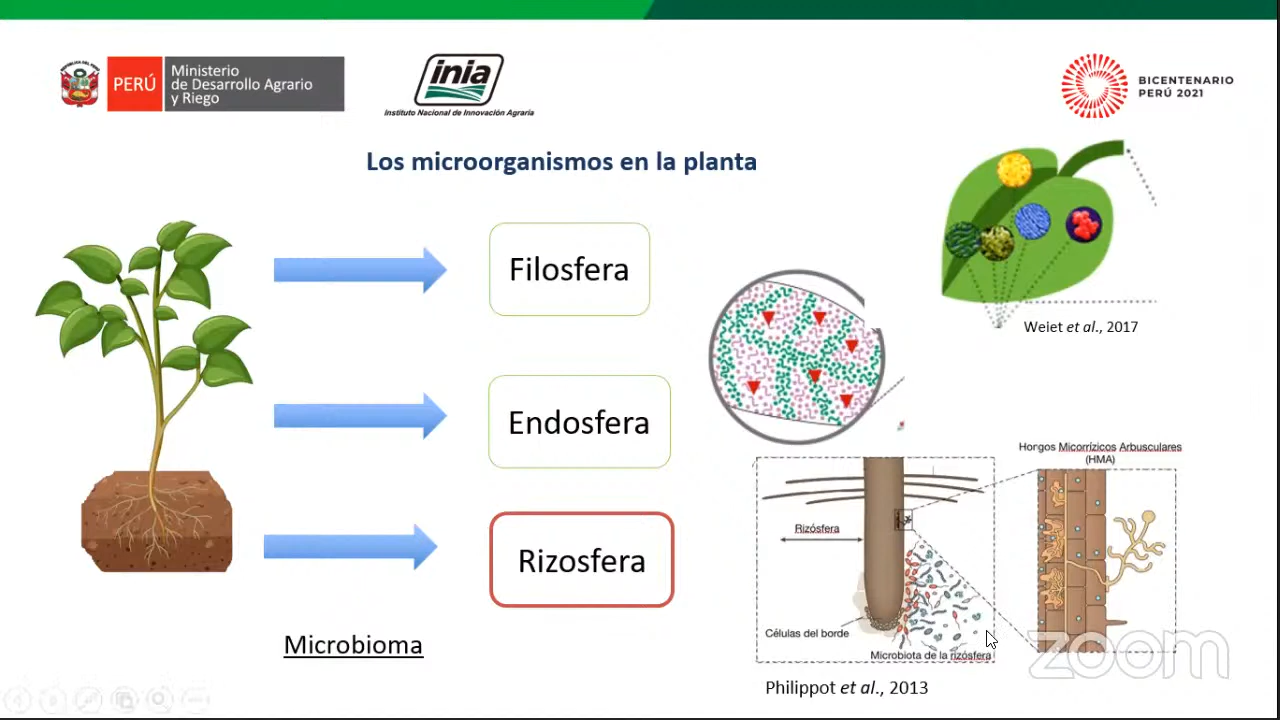 PERÚ
Ministerio
de Desarrollo Agrario
y Riego
inia
Instituto Nacional de Innovación Agraria
BICENTENARIO
PERÚ 2021
Los microorganismos en la planta
Filosfera
Weiet et al., 2017
Endosfera
Hongos Micorrízicos Arbusculares
(HMA)
Rizósfera
Rizosfera
Células del borde
Microbiota de la rizósfera
Microbioma
Philippot et al., 2013
zoom